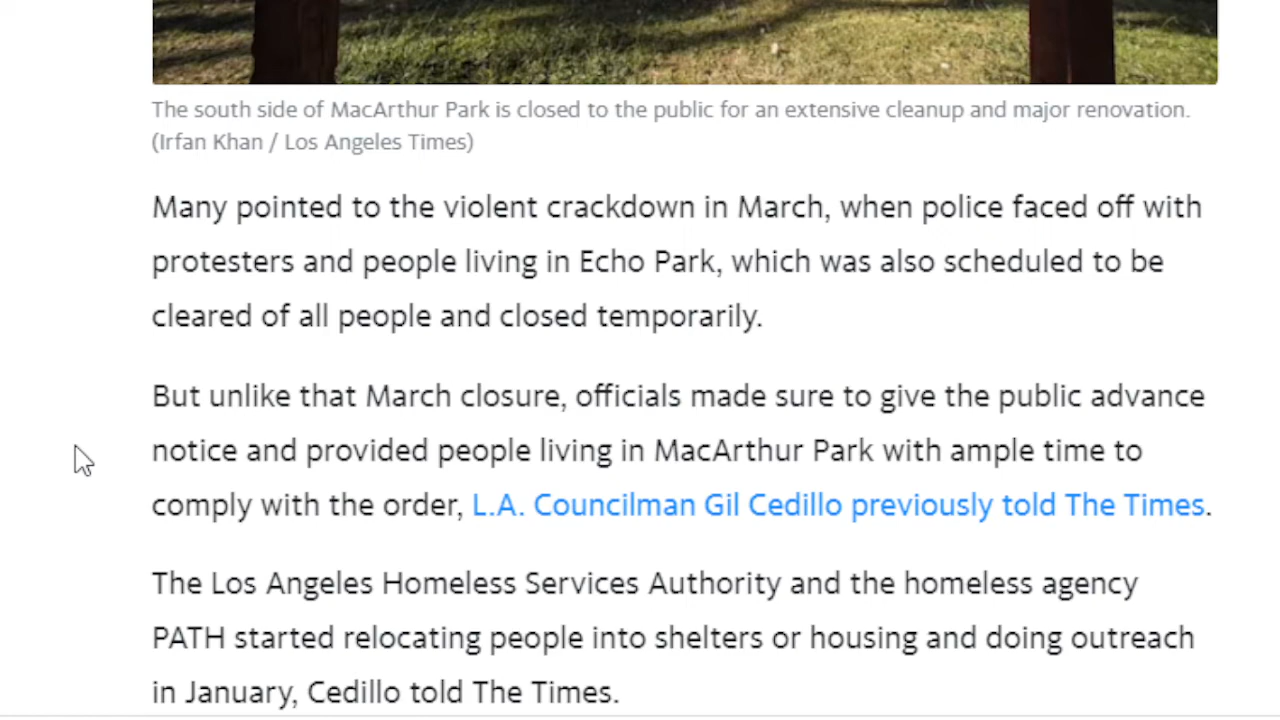 The south side of MacArthur Park is closed to the public for an extensive cleanup and major renovation.
(Irfan Khan / Los Angeles Times)
Many pointed to the violent crackdown in March, when police faced off with
protesters and people living in Echo Park, which was also scheduled to be
cleared of all people and closed temporarily.
But unlike that March closure, officials made sure to give the public advance
notice and provided people living in MacArthur Park with ample time to
comply with the order, L.A. Councilman Gil Cedillo previously told The Times.
The Los Angeles Homeless Services Authority and the homeless agency
PATH started relocating people into shelters or housing and doing outreach
in January, Cedillo told The Times.